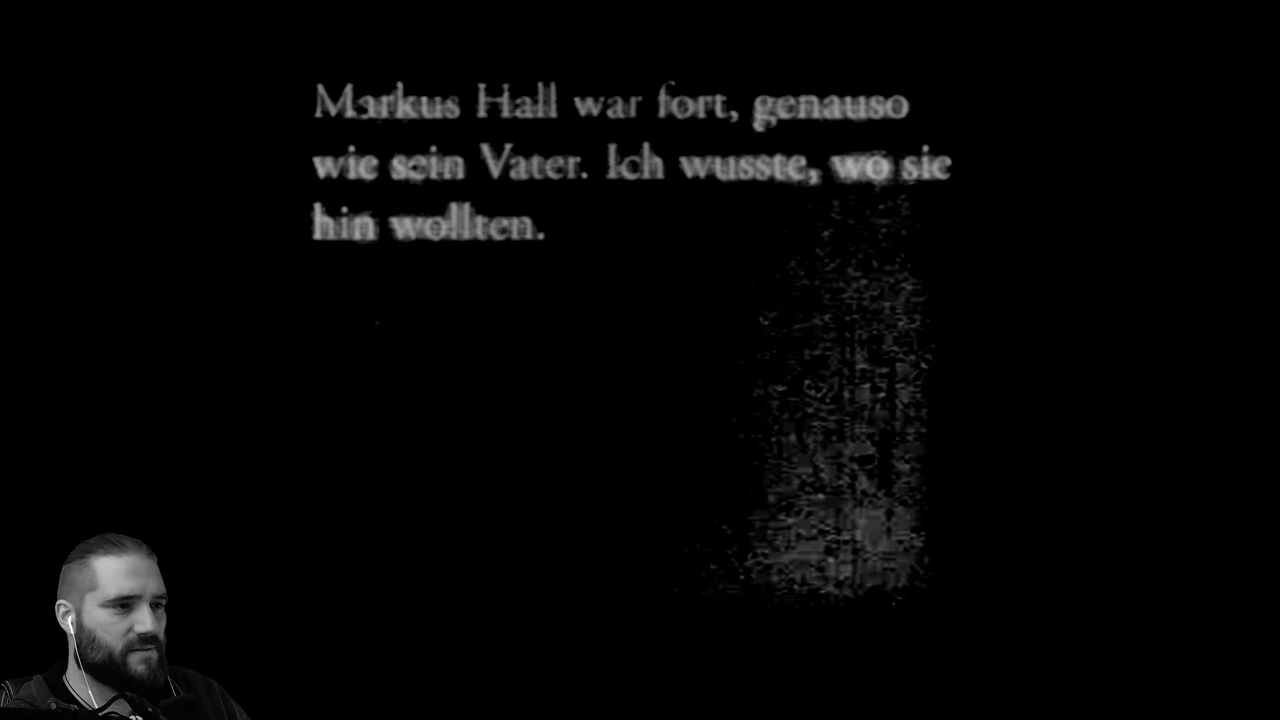 Markus Hall war fort, genauso
wie sein Vater. Ich wusste, wo sie
hin wollten.